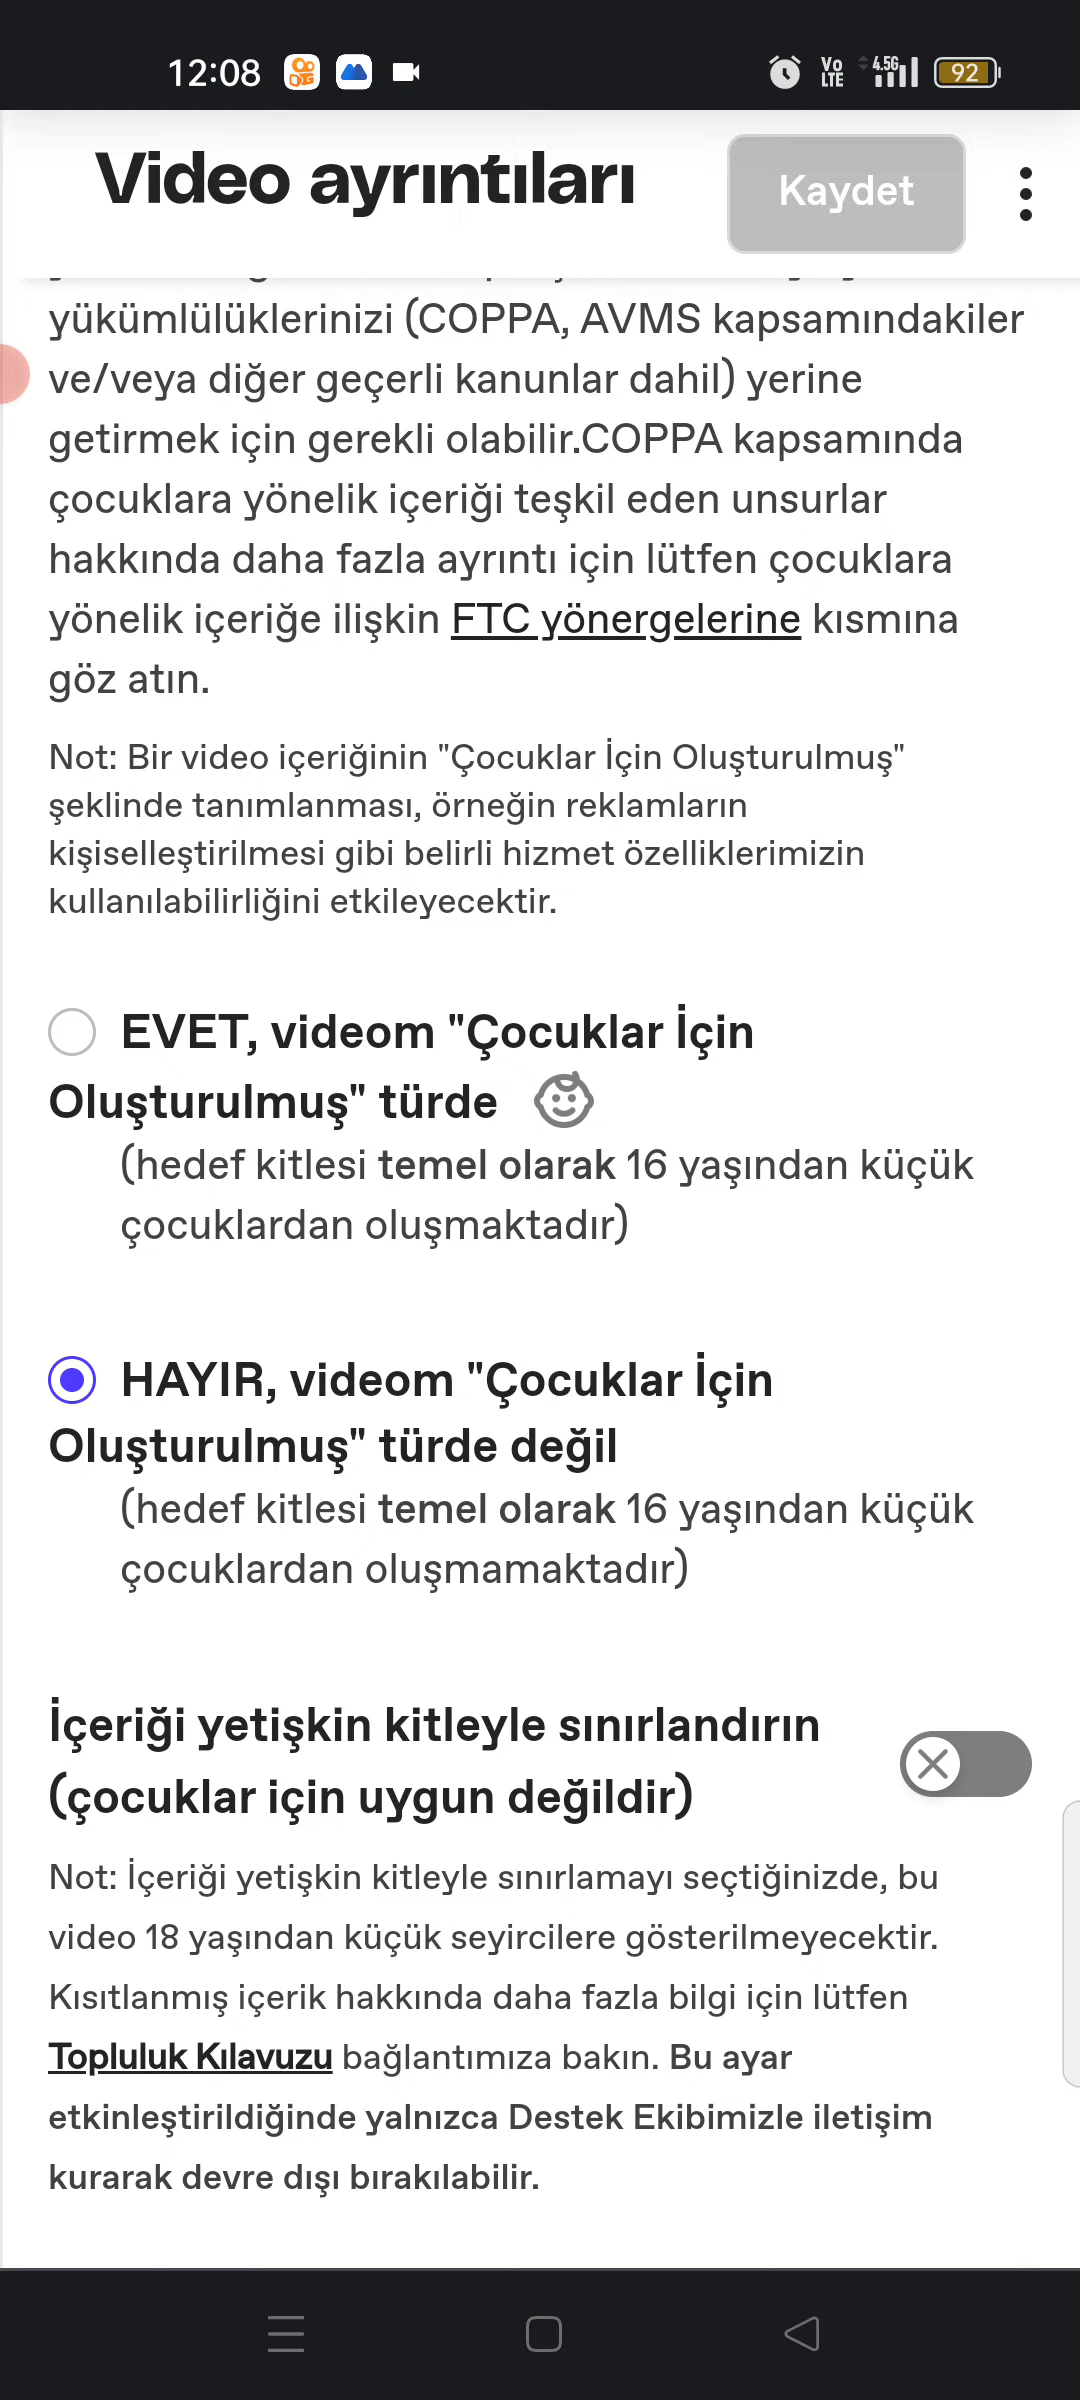 12:08
Vo LTE
4.5G
92
Video ayrıntıları
Kaydet
yükümlülüklerinizi (COPPA, AVMS kapsamındakiler
ve/veya diğer geçerli kanunlar dahil) yerine
getirmek için gerekli olabilir.COPPA kapsamında
çocuklara yönelik içeriği teşkil eden unsurlar
hakkında daha fazla ayrıntı için lütfen çocuklara
yönelik içeriğe ilişkin FTC yönergelerine kısmına
göz atın.
Not: Bir video içeriğinin "Çocuklar İçin Oluşturulmuş"
şeklinde tanımlanması, örneğin reklamların
kişiselleştirilmesi gibi belirli hizmet özelliklerimizin
kullanılabilirliğini etkileyecektir.
EVET, videom "Çocuklar İçin
Oluşturulmuş" türde
(hedef kitlesi temel olarak 16 yaşından küçük
çocuklardan oluşmaktadır)
HAYIR, videom "Çocuklar İçin
Oluşturulmuş" türde değil
(hedef kitlesi temel olarak 16 yaşından küçük
çocuklardan oluşmamaktadır)
İçeriği yetişkin kitleyle sınırlandırın
(çocuklar için uygun değildir)
Not: İçeriği yetişkin kitleyle sınırlamayı seçtiğinizde, bu
video 18 yaşından küçük seyircilere gösterilmeyecektir.
Kısıtlanmış içerik hakkında daha fazla bilgi için lütfen
Topluluk Kılavuzu bağlantımıza bakın. Bu ayar
etkinleştirildiğinde yalnızca Destek Ekibimizle iletişim
kurarak devre dışı bırakılabilir.